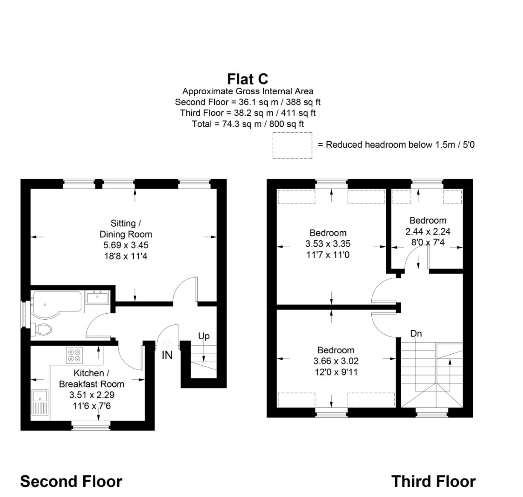 Flat C
Approximate Gross Internal Area
Second Floor = 36.1 sq m / 388 sq ft
Third Floor = 38.2 sq m / 411 sq ft
Total = 74.3 sq m / 800 sq ft
= Reduced headroom below 1.5m / 5'0
Sitting /
Dining Room
5.69 x 3.45
18'8 x 11'4
Up
IN
Kitchen /
Breakfast Room
3.51 x 2.29
11'6 x 7'6
Bedroom
3.53 x 3.35
11'7 x 11'0
Bedroom
2.44 x 2.24
8'0 x 7'4
Dn
Bedroom
3.66 x 3.02
12'0 x 9'11
Second Floor
Third Floor